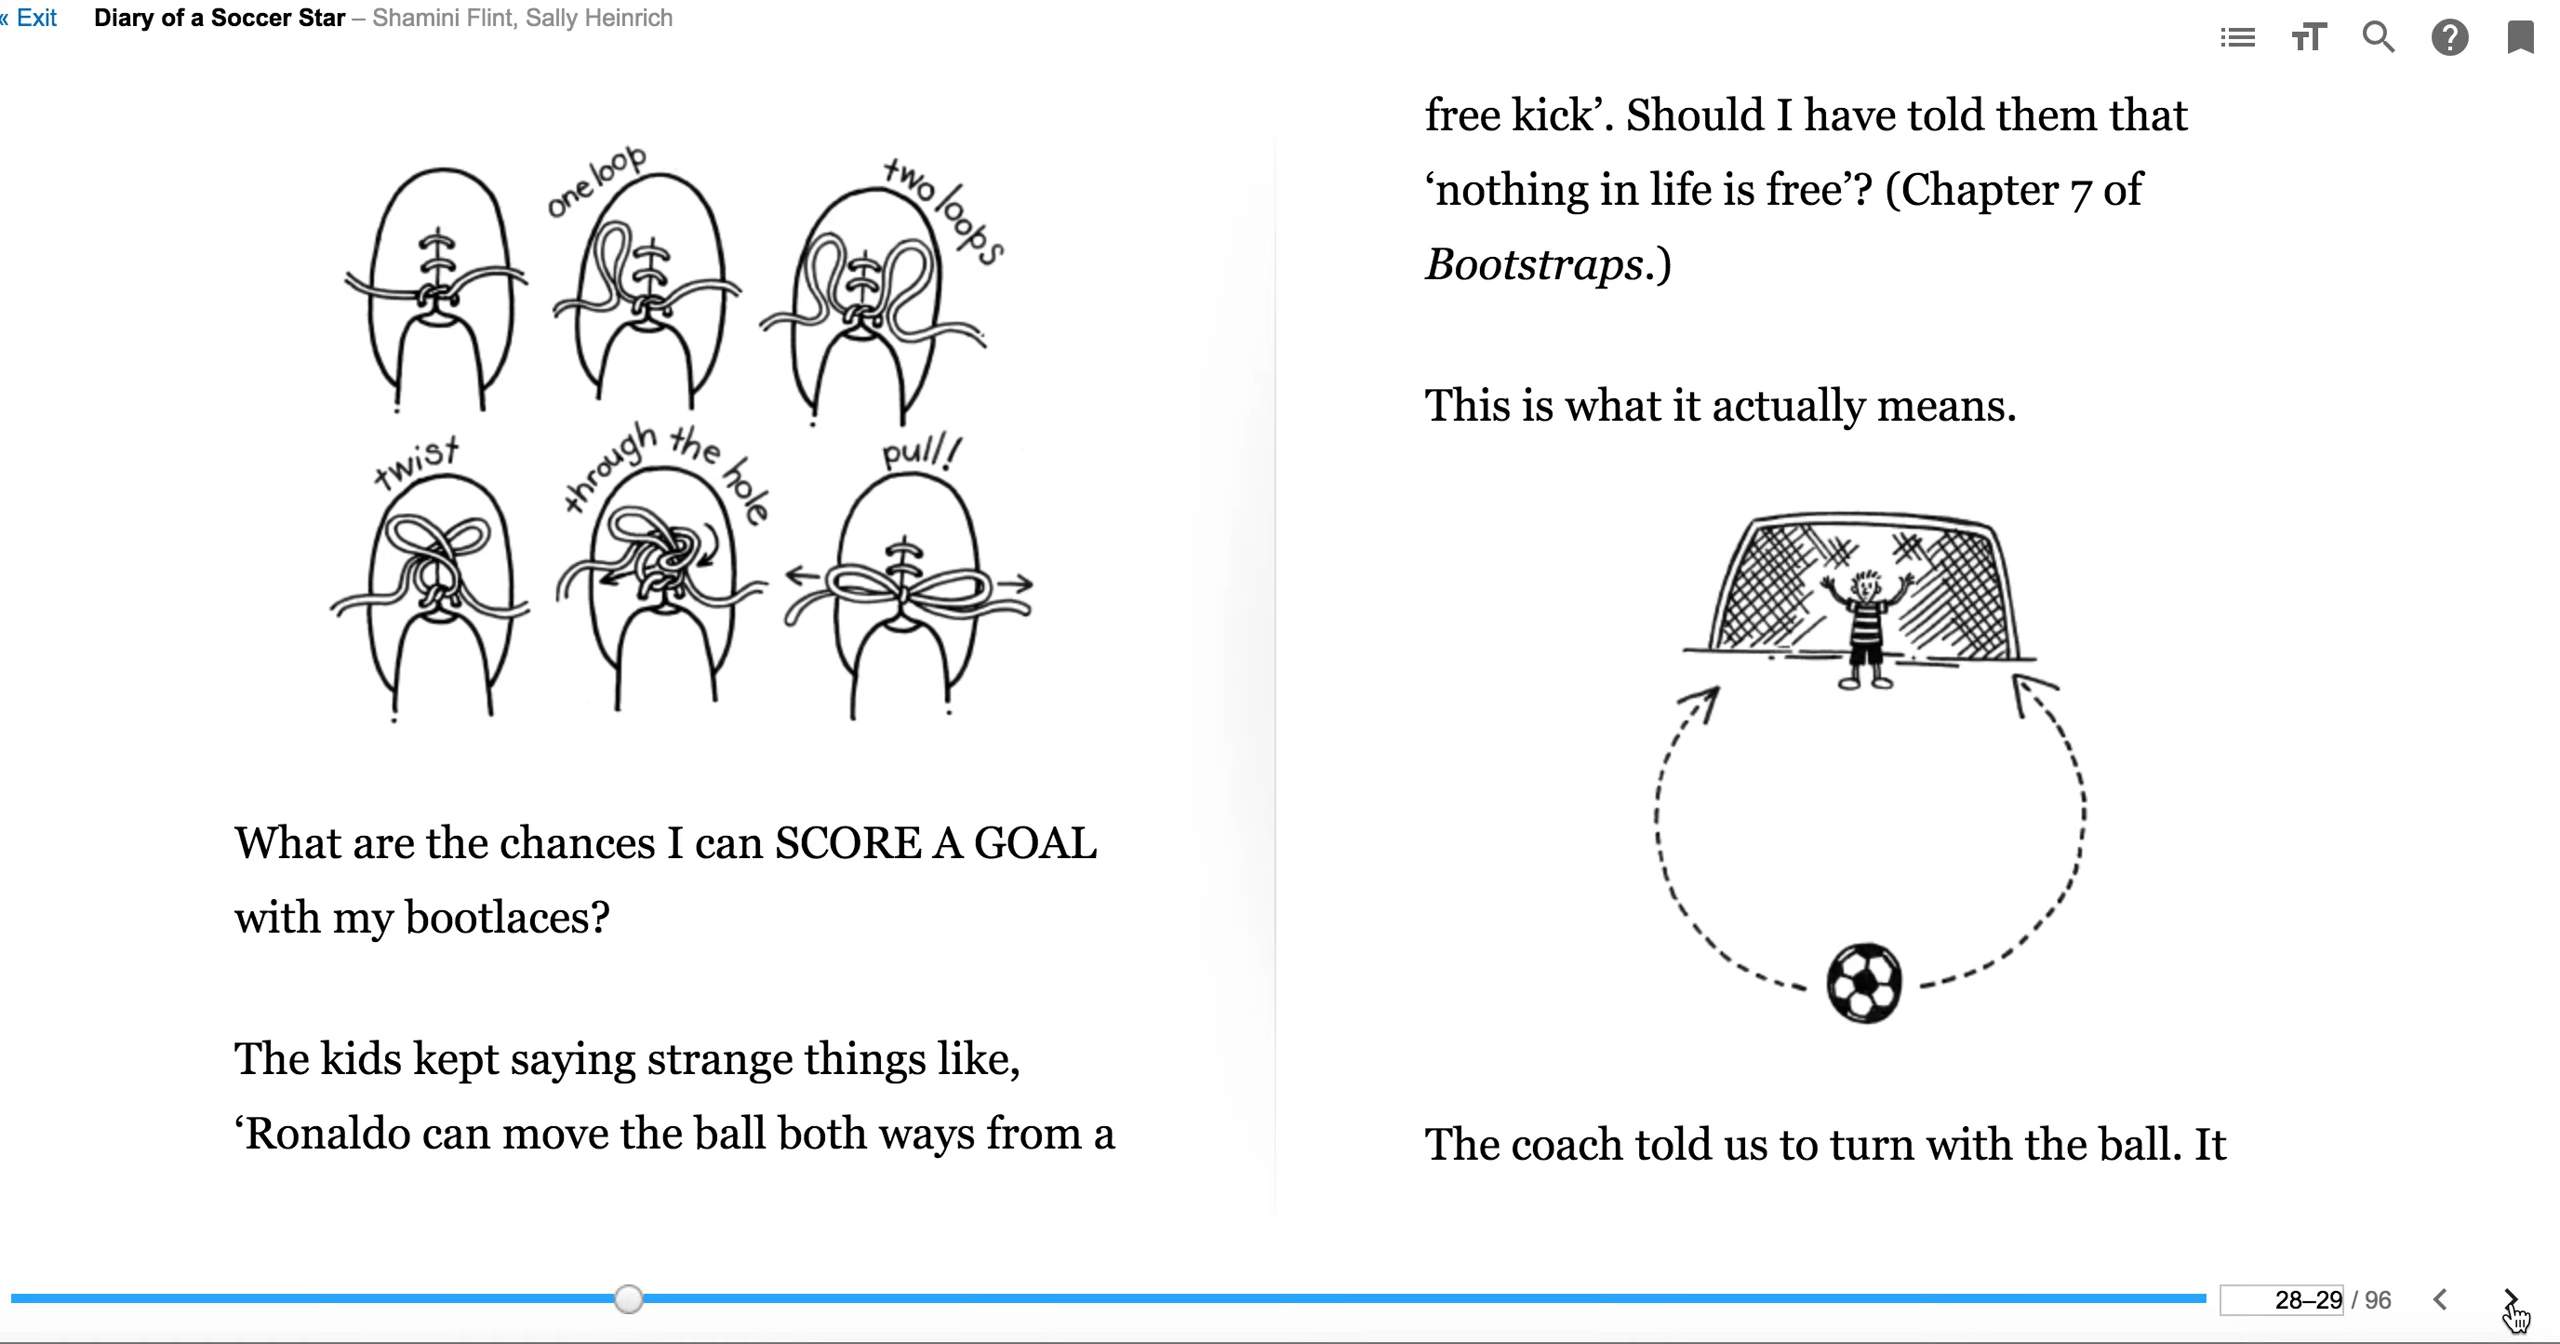 « Exit
Diary of a Soccer Star – Shamini Flint, Sally Heinrich
one loop
two loops
twist
through the hole
pull!
What are the chances I can SCORE A GOAL
with my bootlaces?
The kids kept saying strange things like,
‘Ronaldo can move the ball both ways from a
free kick’. Should I have told them that
‘nothing in life is free’? (Chapter 7 of
Bootstraps.)
This is what it actually means.
The coach told us to turn with the ball. It
28–29 / 96